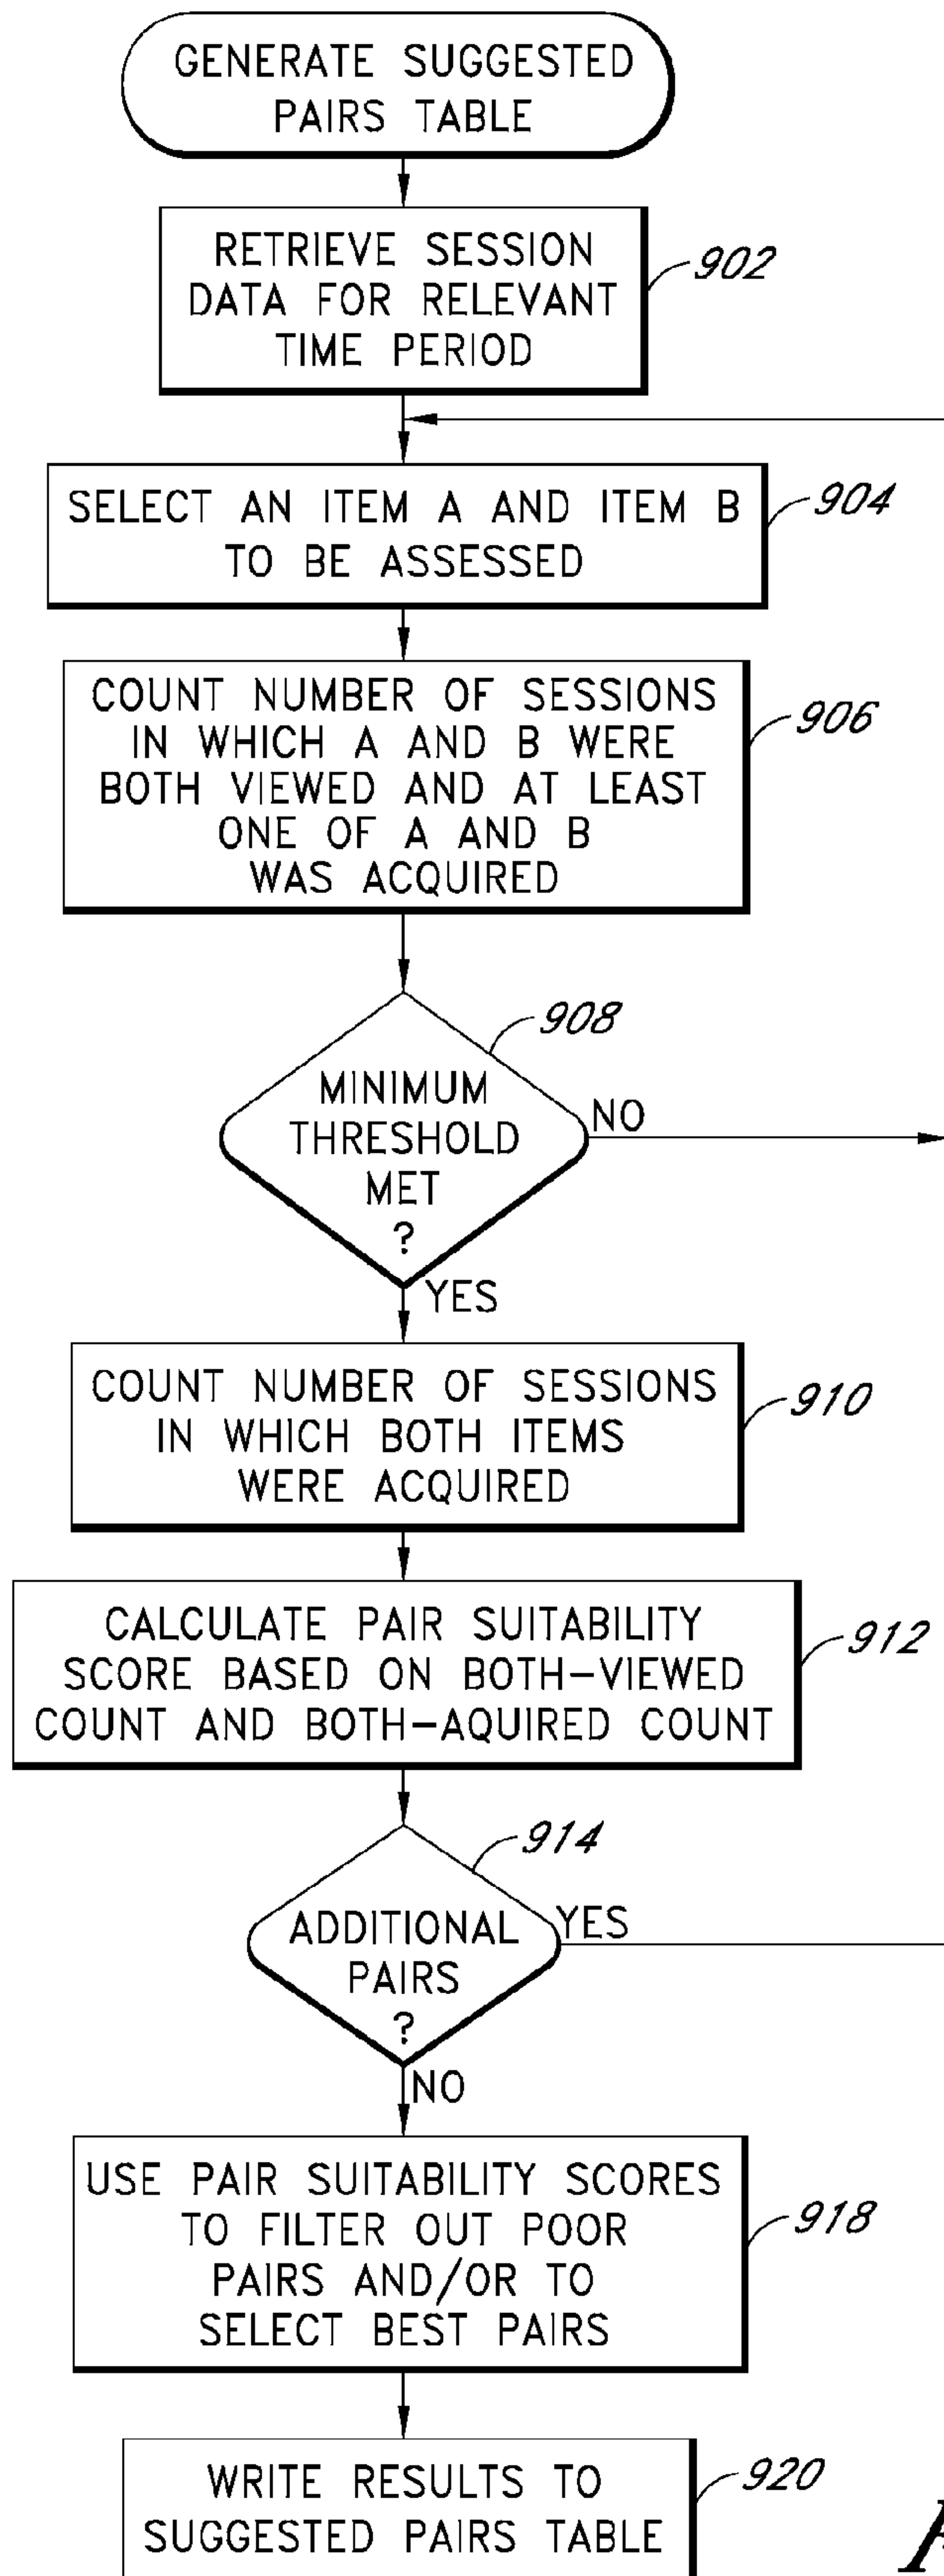 GENERATE SUGGESTED
PAIRS TABLE
RETRIEVE SESSION
DATA FOR RELEVANT
TIME PERIOD
902
SELECT AN ITEM A AND ITEM B
TO BE ASSESSED
904
COUNT NUMBER OF SESSIONS
IN WHICH A AND B WERE
BOTH VIEWED AND AT LEAST
ONE OF A AND B
WAS ACQUIRED
906
908
MINIMUM
THRESHOLD
MET
?
NO
YES
COUNT NUMBER OF SESSIONS
IN WHICH BOTH ITEMS
WERE ACQUIRED
910
CALCULATE PAIR SUITABILITY
SCORE BASED ON BOTH-VIEWED
COUNT AND BOTH-AQUIRED COUNT
912
914
ADDITIONAL
PAIRS
?
YES
NO
USE PAIR SUITABILITY SCORES
TO FILTER OUT POOR
PAIRS AND/OR TO
SELECT BEST PAIRS
918
WRITE RESULTS TO
SUGGESTED PAIRS TABLE
920